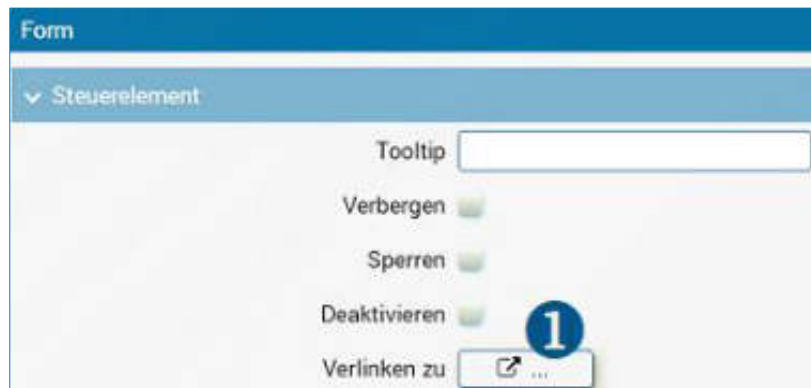 Form
Steuerelement
Tooltip
Verbergen
Sperren
Deaktivieren
1
Verlinken zu ...